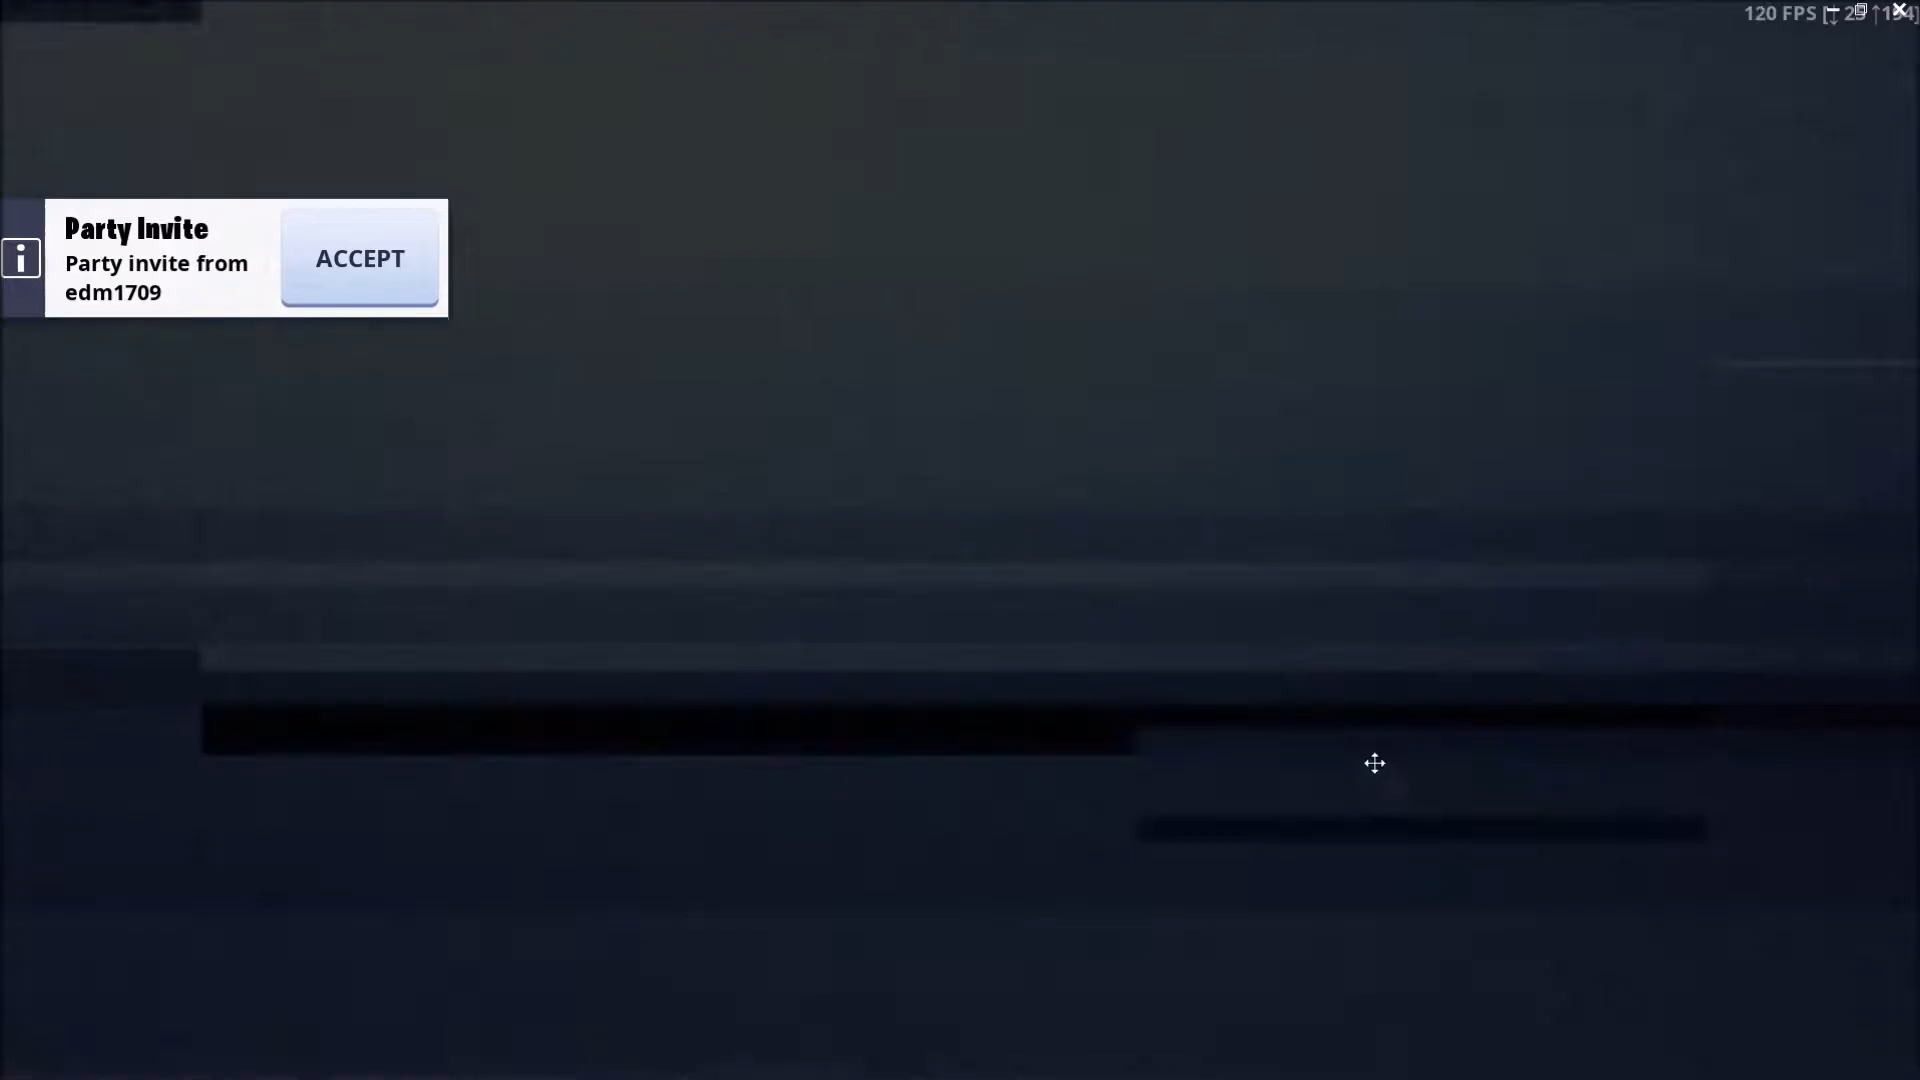 120 FPS [
Party Invite
Party invite from
edm1709
ACCEPT